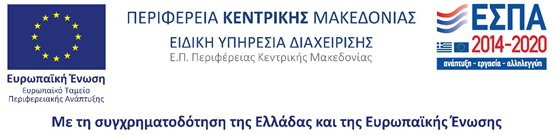 Ευρωπαϊκή Ένωση
Ευρωπαϊκό Ταμείο
Περιφερειακής Ανάπτυξης
ΠΕΡΙΦΕΡΕΙΑ ΚΕΝΤΡΙΚΗΣ ΜΑΚΕΔΟΝΙΑΣ
ΕΙΔΙΚΗ ΥΠΗΡΕΣΙΑ ΔΙΑΧΕΙΡΙΣΗΣ
Ε.Π. Περιφέρειας Κεντρικής Μακεδονίας
ΕΣΠΑ
2014-2020
ανάπτυξη - εργασία - αλληλεγγύη
Με τη συγχρηματοδότηση της Ελλάδας και της Ευρωπαϊκής Ένωσης